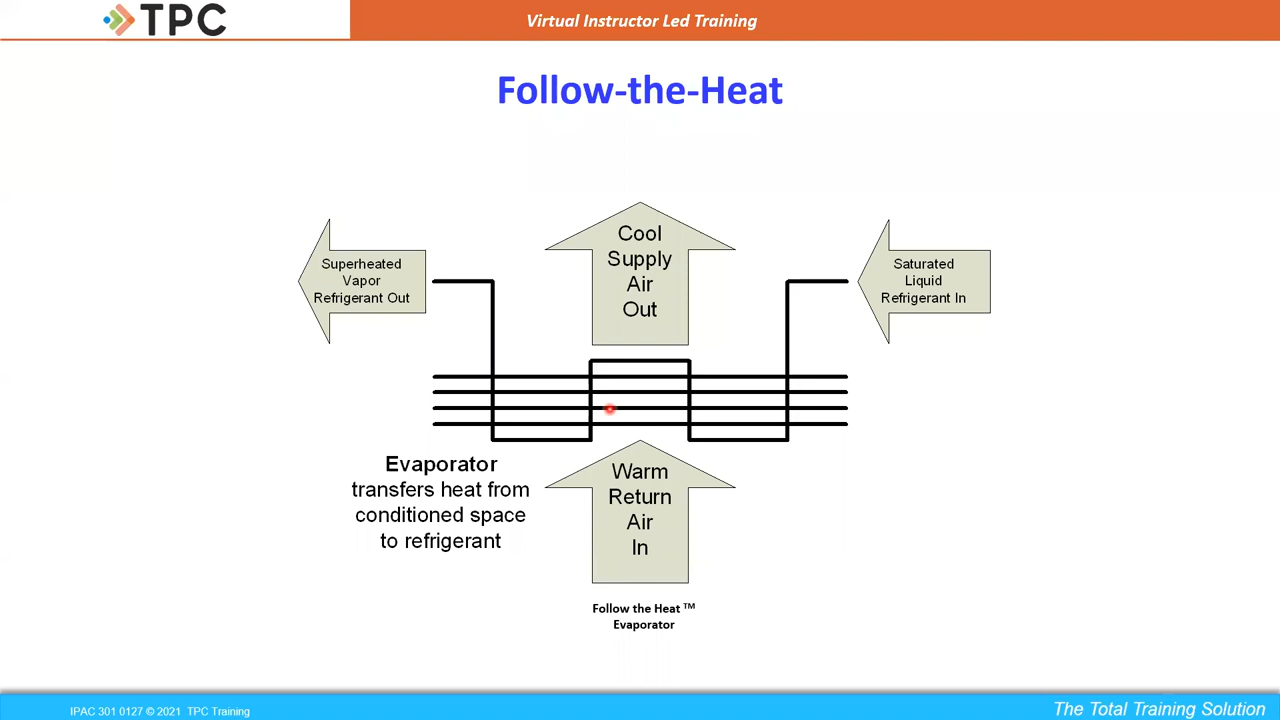 TPC
Virtual Instructor Led Training
Follow-the-Heat
Superheated
Vapor
Refrigerant Out
Cool
Supply
Air
Out
Saturated
Liquid
Refrigerant In
Evaporator
transfers heat from
conditioned space
to refrigerant
Warm
Return
Air
In
Follow the Heat TM
Evaporator
IPAC 301 0127 © 2021 TPC Training
The Total Training Solution